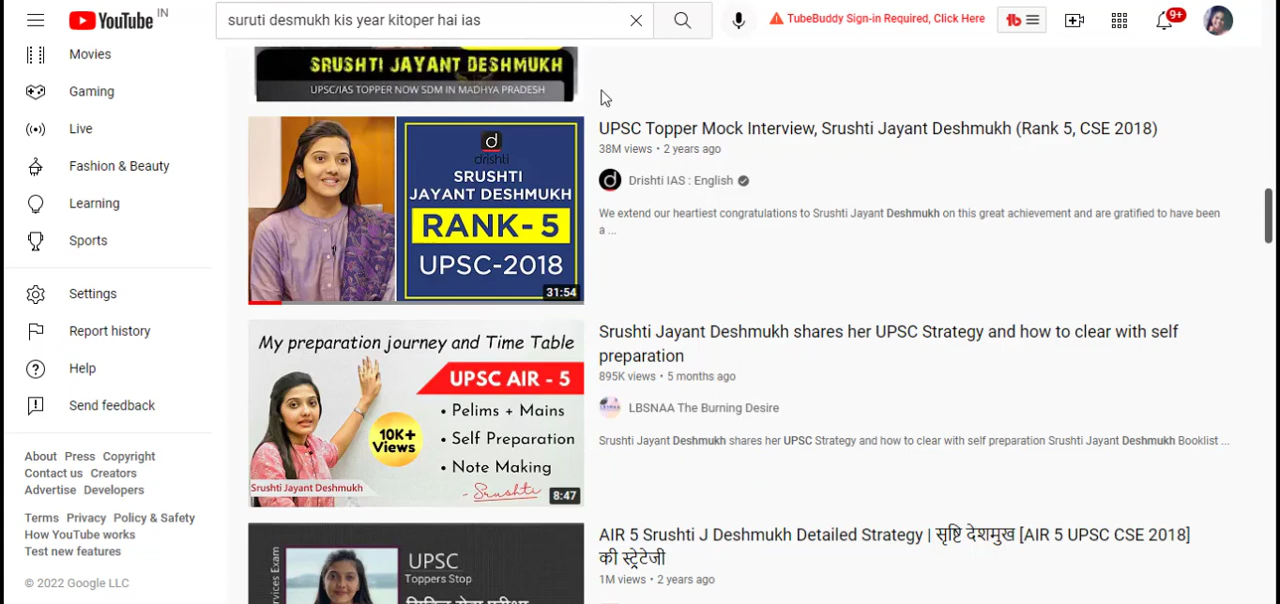 YouTube IN
suruti desmukh kis year kitoper hai ias
TubeBuddy Sign-in Required, Click Here
tb
9+
Movies
Gaming
Live
Fashion & Beauty
Learning
Sports
Settings
Report history
Help
Send feedback
About Press Copyright
Contact us Creators
Advertise Developers
Terms Privacy Policy & Safety
How YouTube works
Test new features
© 2022 Google LLC
SRUSHTI JAYANT DESHMUKH
UPSC/IAS TOPPER NOW SDM IN MADHYA PRADESH
drishti
SRUSHTI
JAYANT DESHMUKH
RANK- 5
UPSC-2018
31:54
UPSC Topper Mock Interview, Srushti Jayant Deshmukh (Rank 5, CSE 2018)
38M views • 2 years ago
Drishti IAS : English
We extend our heartiest congratulations to Srushti Jayant Deshmukh on this great achievement and are gratified to have been
a ...
My preparation journey and Time Table
UPSC AIR - 5
• Pelims + Mains
• Self Preparation
• Note Making
10K+
Views
- Srushti
Srushti Jayant Deshmukh
8:47
Srushti Jayant Deshmukh shares her UPSC Strategy and how to clear with self
preparation
895K views • 5 months ago
LBSNAA The Burning Desire
Srushti Jayant Deshmukh shares her UPSC Strategy and how to clear with self preparation Srushti Jayant Deshmukh Booklist ...
UPSC
Toppers Stop
AIR 5 Srushti J Deshmukh Detailed Strategy | सृष्टि देशमुख [AIR 5 UPSC CSE 2018]
की स्ट्रेटेजी
1M views • 2 years ago